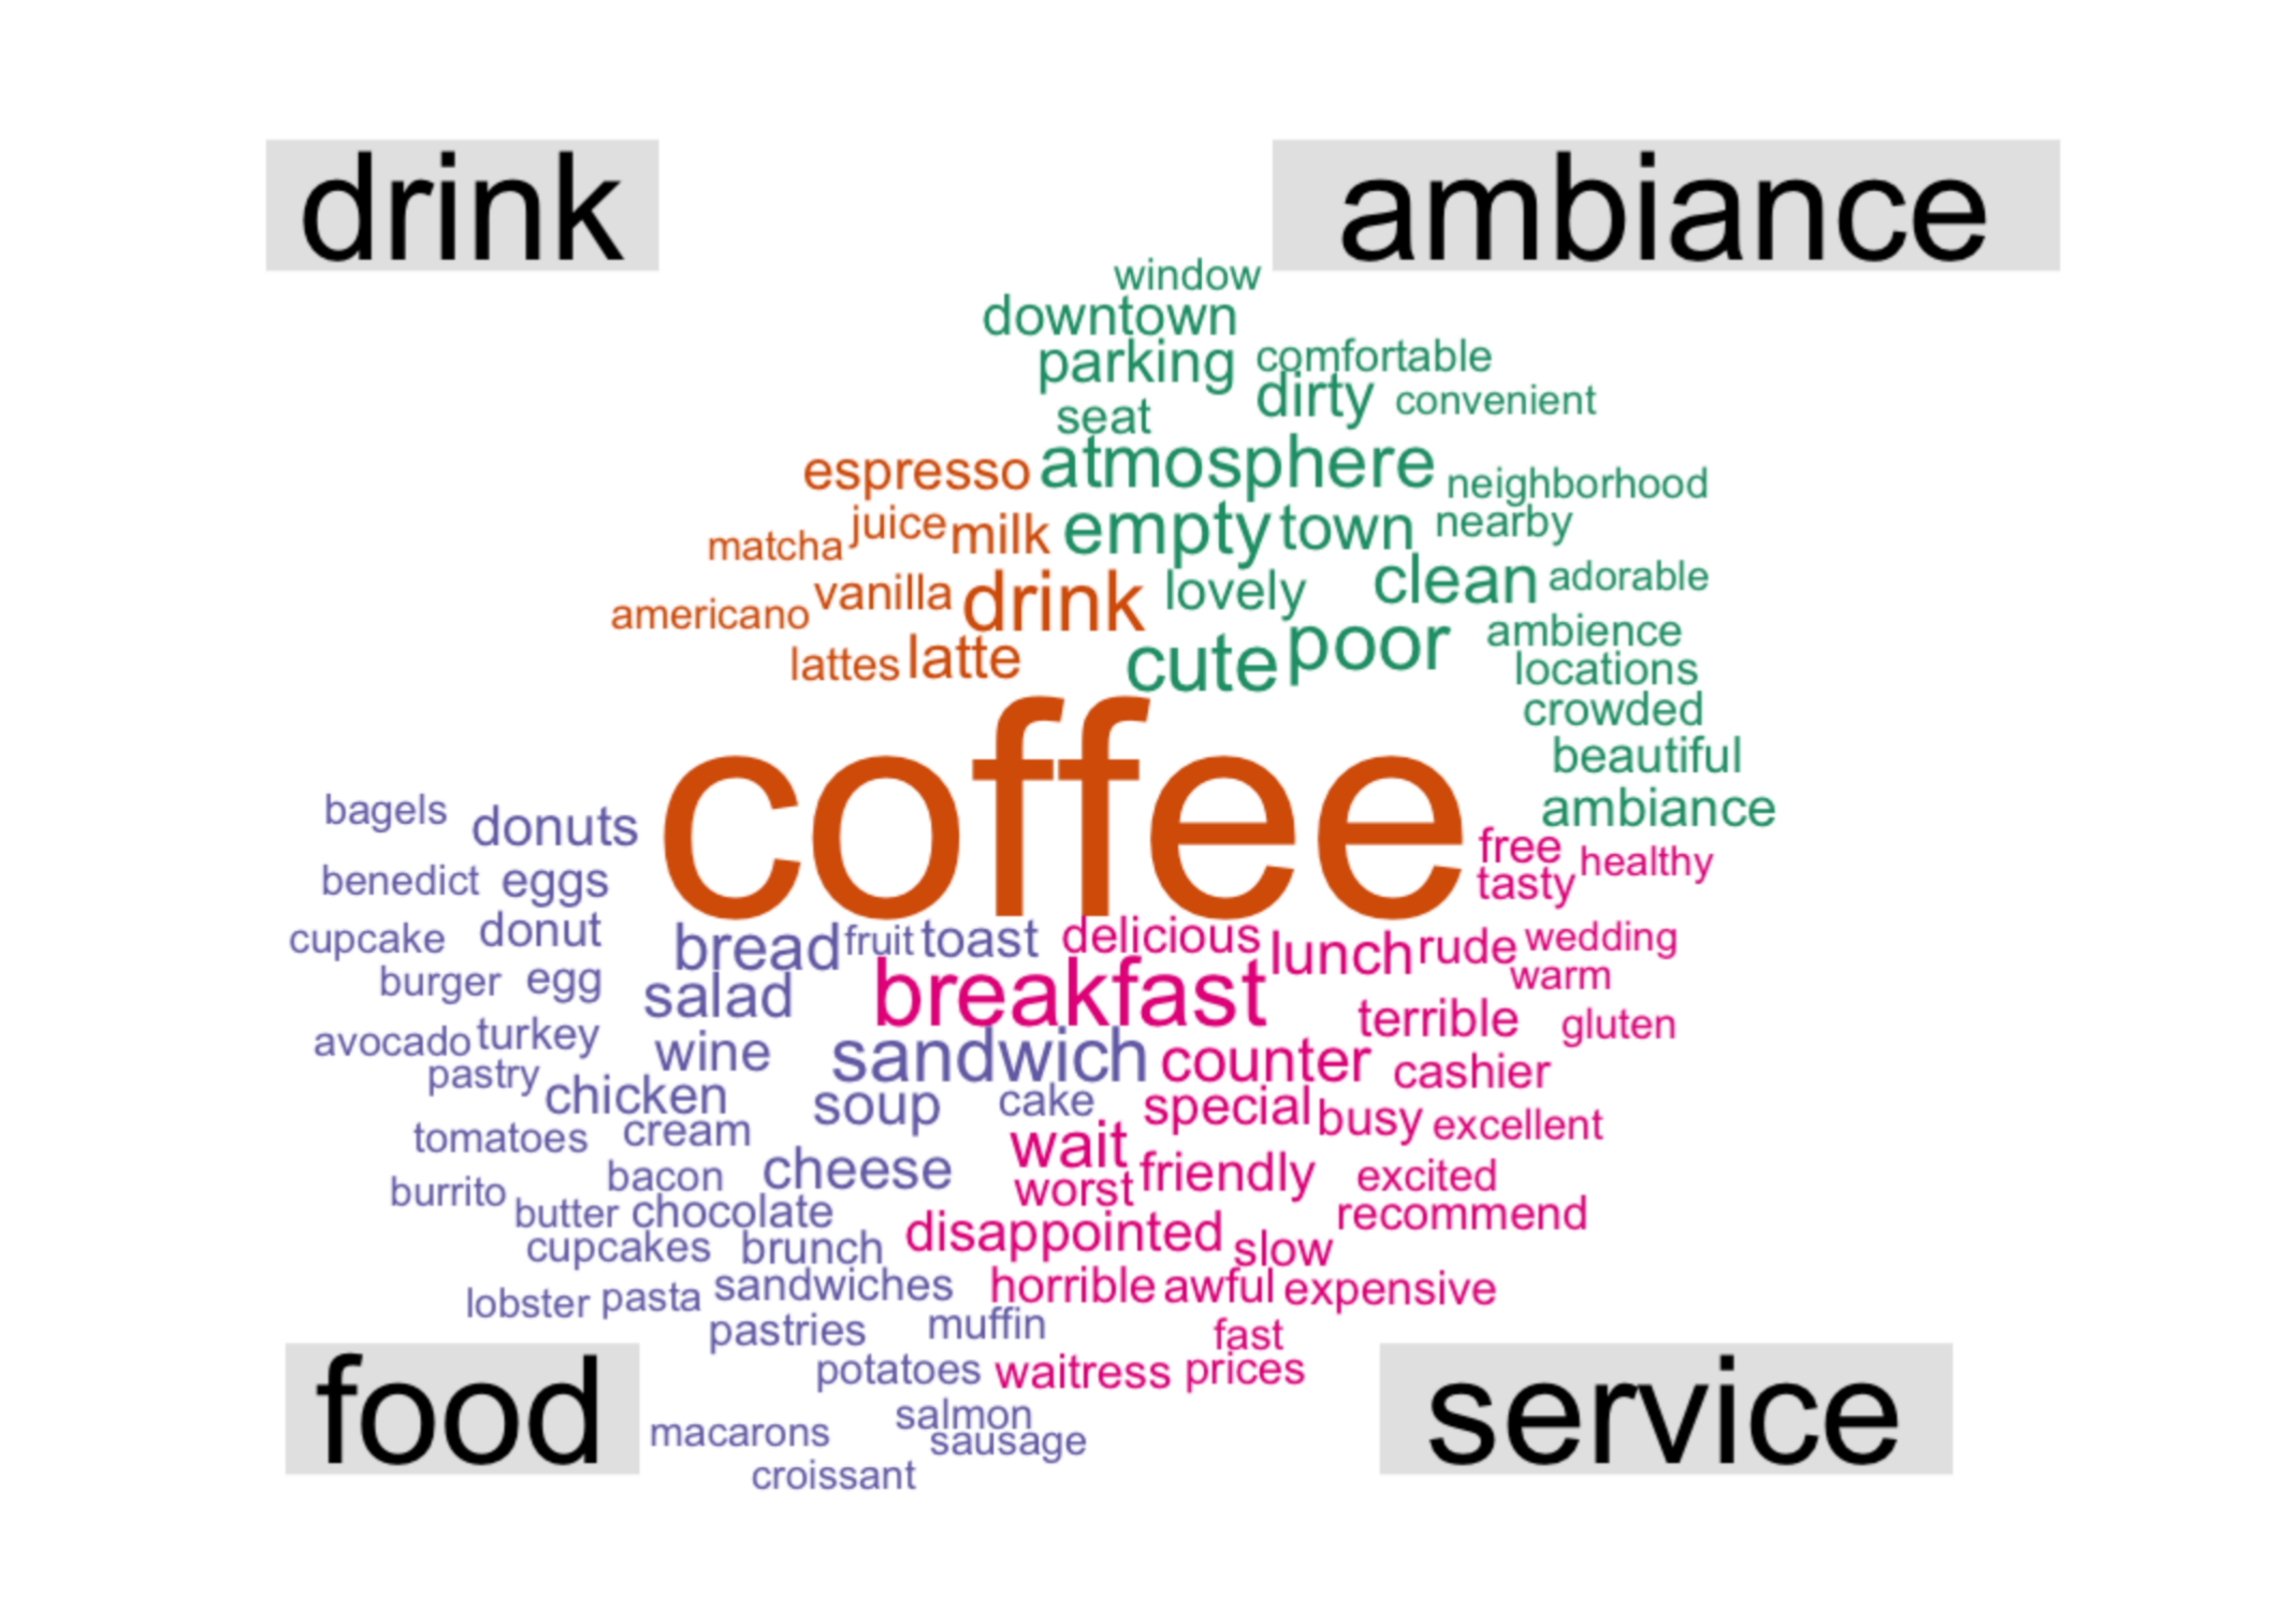 drink ambiance
window
downtown
parking comfortable
dirty convenient
seat
espresso atmosphere neighborhood
matcha juice milk empty town nearby
americano vanilla drink lovely clean adorable
lattes latte cute poor ambience
locations
crowded
beautiful
coffee
bagels donuts ambiance
free healthy
benedict eggs tasty
cupcake donut bread fruit toast delicious lunch rude wedding
burger egg salad breakfast warm
avocado turkey terrible gluten
pastry wine sandwich counter cashier
chicken soup cake special busy excellent
tomatoes cream wait
bacon cheese worst friendly excited
burrito butter chocolate recommend
cupcakes brunch disappointed slow
lobster pasta sandwiches horrible awful expensive
pastries muffin fast
potatoes waitress prices
food service
macarons salmon
sausage
croissant